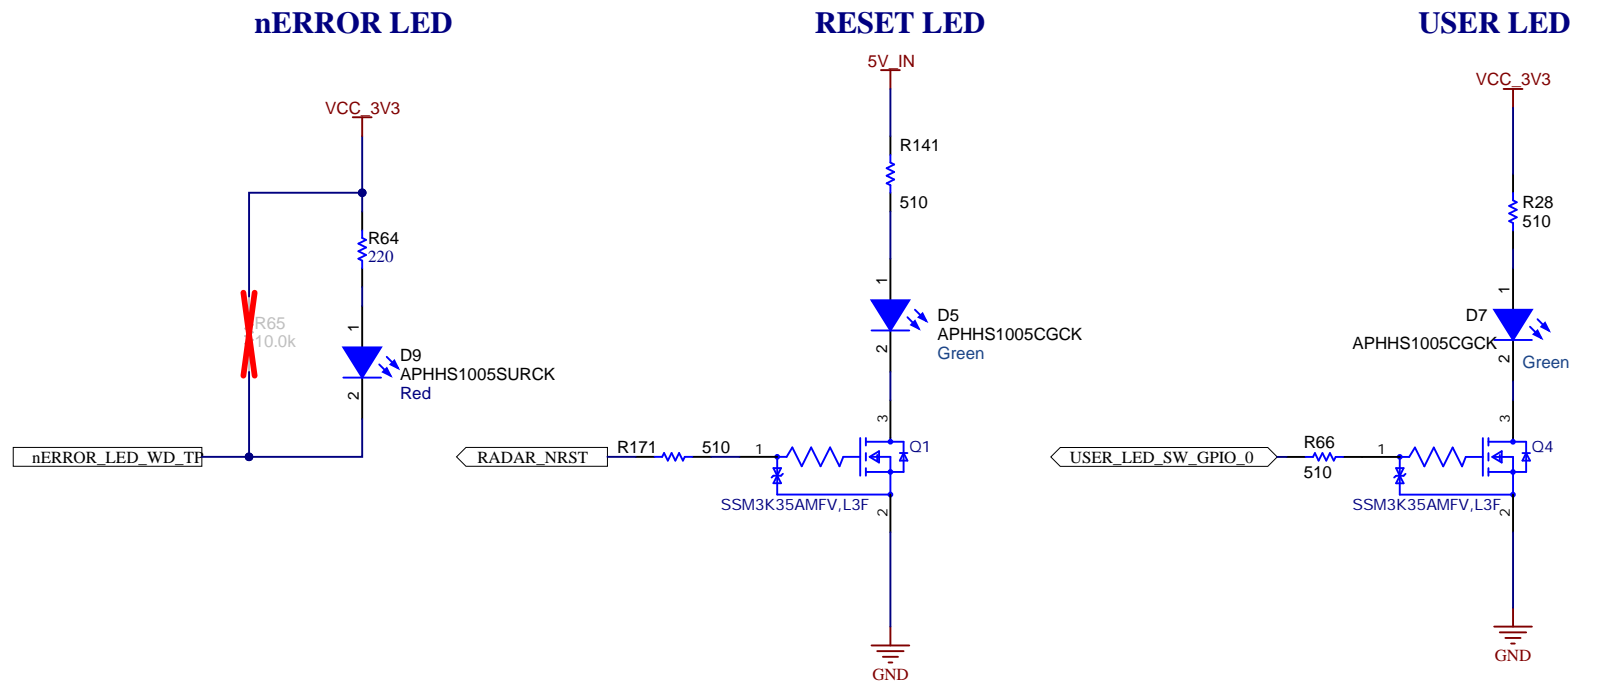 nERROR LED
VCC_3V3
R64
220
R65
10.0k
1
D9
APHHS1005SURCK
Red
2
nERROR_LED_WD_TP
RESET LED
5V_IN
R141
510
1
D5
APHHS1005CGCK
Green
2
3
RADAR_NRST
R171
510
1
Q1
SSM3K35AMFV,L3F
2
GND
USER LED
VCC_3V3
R28
510
1
D7
APHHS1005CGCK
Green
2
3
USER_LED_SW_GPIO_0
R66
510
1
Q4
SSM3K35AMFV,L3F
2
GND